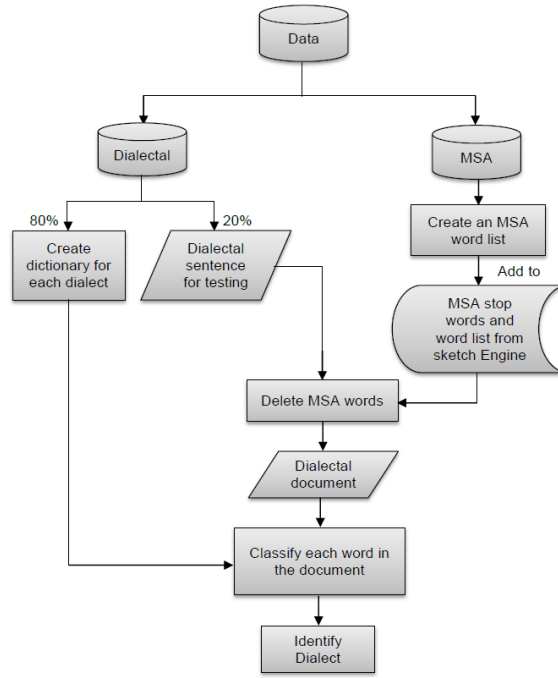 Data
Dialectal
MSA
80%
20%
Create
dictionary for
each dialect
Dialectal
sentence
for testing
Create an MSA
word list
Add to
MSA stop
words and
word list from
sketch Engine
Delete MSA words
Dialectal
document
Classify each word in
the document
Identify
Dialect